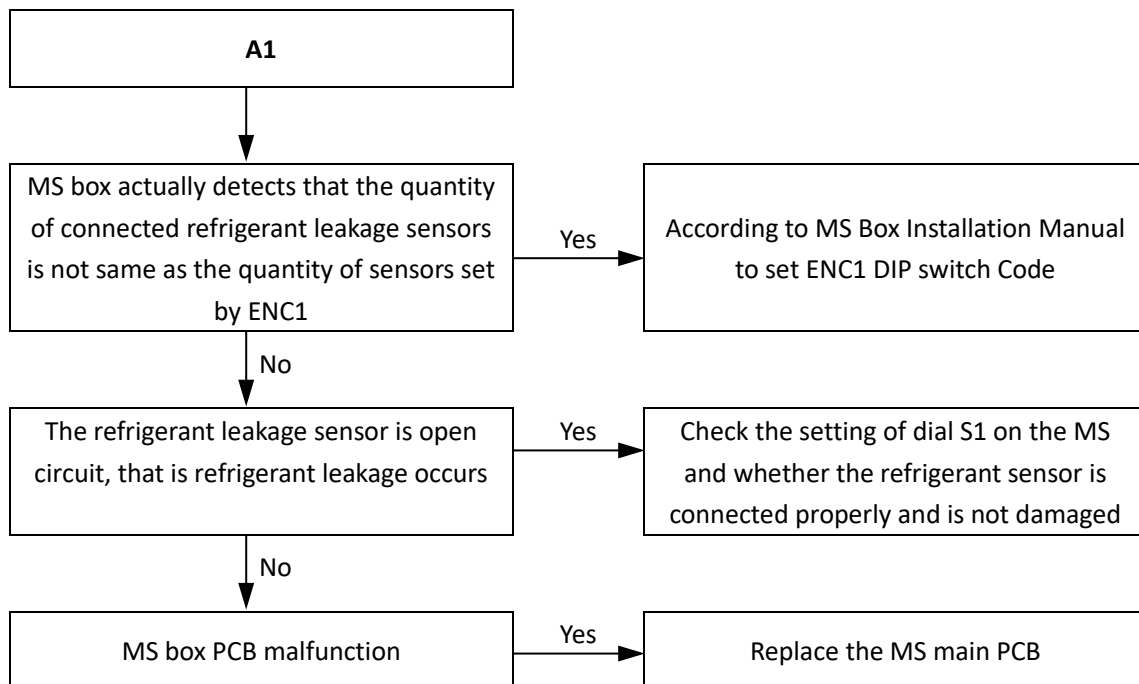 A1
MS box actually detects that the quantity
of connected refrigerant leakage sensors
is not same as the quantity of sensors set
by ENC1
Yes
According to MS Box Installation Manual
to set ENC1 DIP switch Code
No
The refrigerant leakage sensor is open
circuit, that is refrigerant leakage occurs
Yes
Check the setting of dial S1 on the MS
and whether the refrigerant sensor is
connected properly and is not damaged
No
MS box PCB malfunction
Yes
Replace the MS main PCB